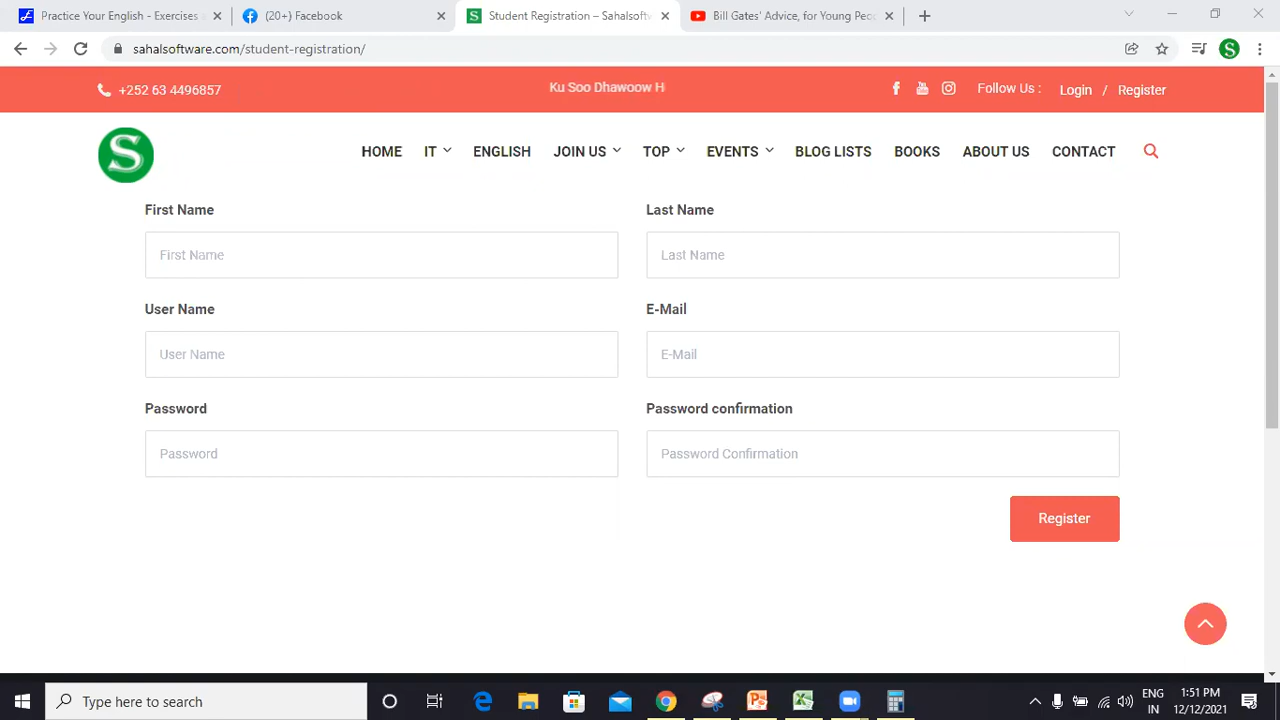 Practice Your English - Exercises
(20+) Facebook
Student Registration – Sahalsoftw
Bill Gates' Advice, for Young Peo
sahalsoftware.com/student-registration/
S
+252 63 4496857
Ku Soo Dhawoow H
Follow Us :
Login / Register
S
HOME
IT
ENGLISH
JOIN US
TOP
EVENTS
BLOG LISTS
BOOKS
ABOUT US
CONTACT
First Name
Last Name
First Name
Last Name
User Name
E-Mail
User Name
E-Mail
Password
Password confirmation
Password
Password Confirmation
Register
Type here to search
ENG
IN
1:51 PM
12/12/2021